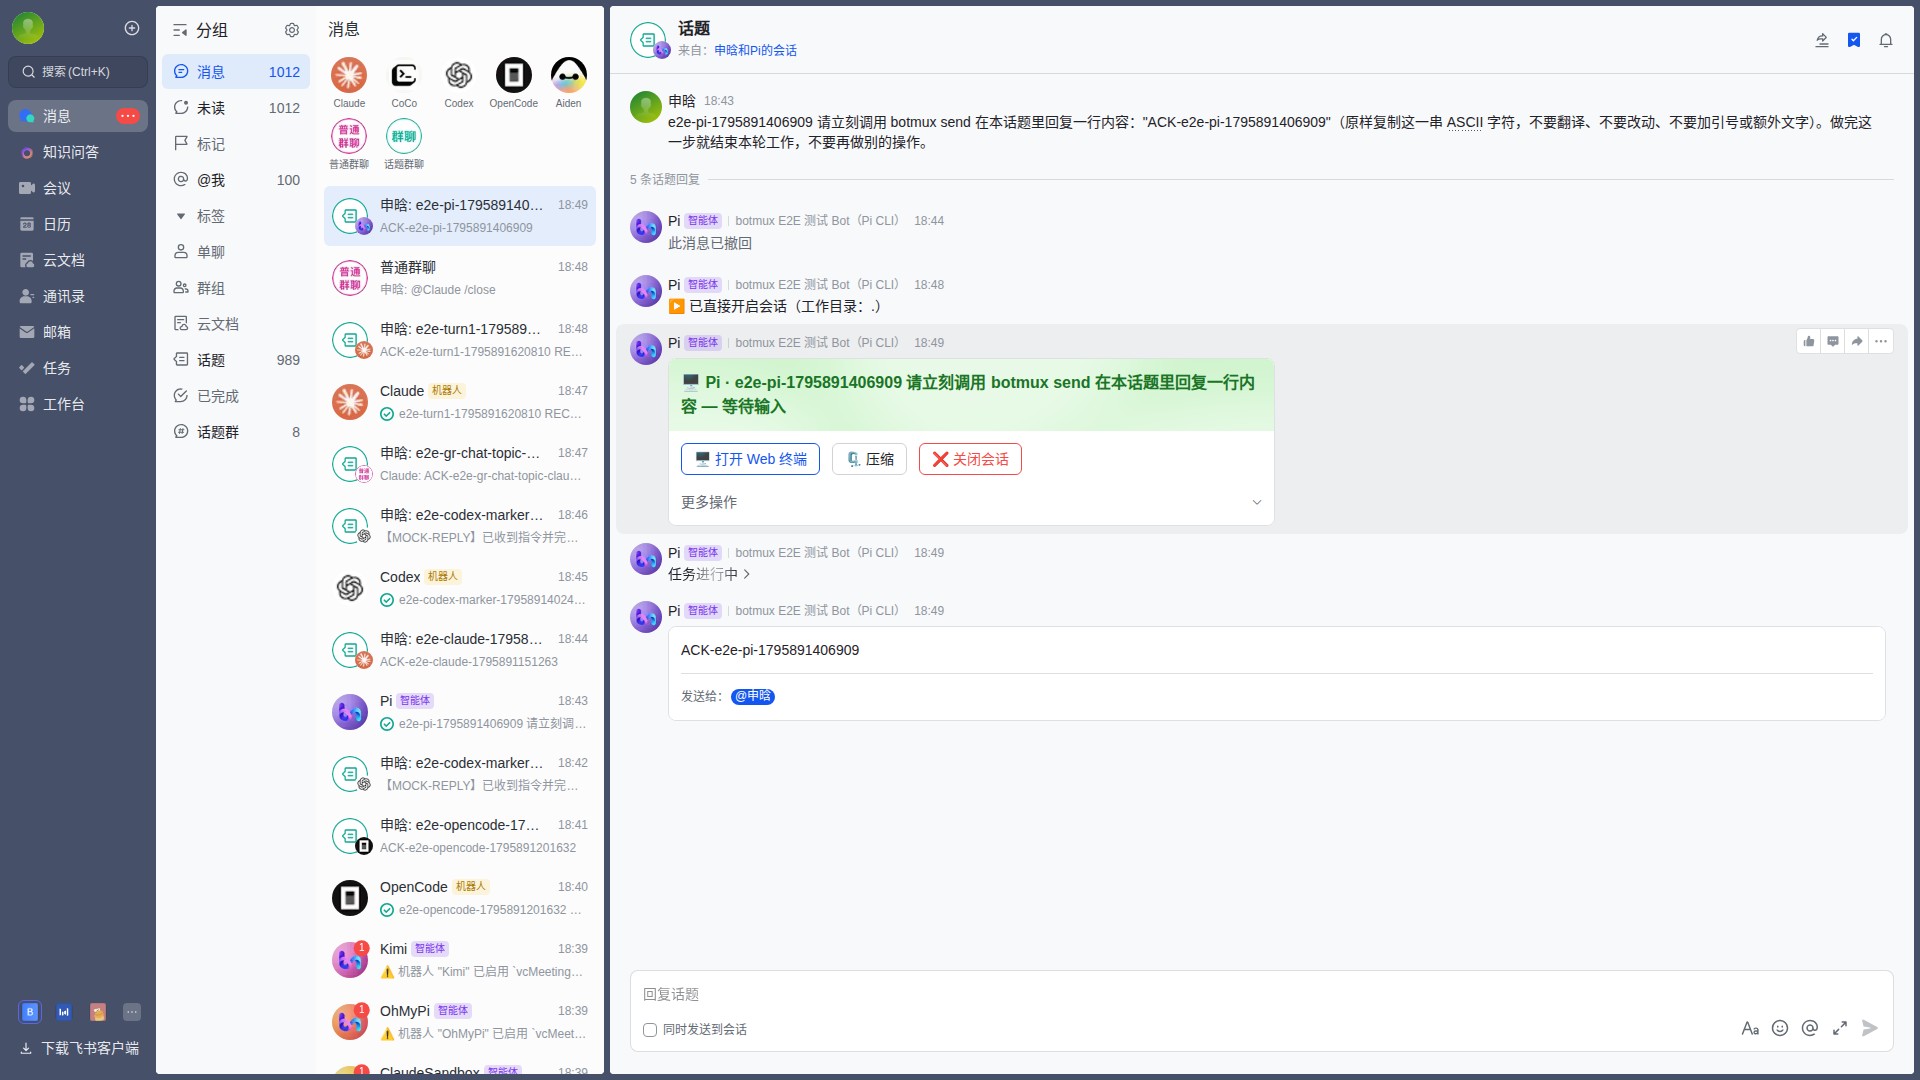 搜索 (Ctrl+K)
消息
知识问答
会议
日历
云文档
通讯录
邮箱
任务
工作台
下载飞书客户端
分组
消息 1012
未读 1012
标记
@我 100
标签
单聊
群组
云文档
话题 989
已完成
话题群 8
消息
Claude CoCo Codex OpenCode Aiden
普通群聊 群聊
普通群聊 话题群聊
申晗: e2e-pi-179589140... 18:49
ACK-e2e-pi-1795891406909
普通群聊
普通群聊 18:48
申晗: @Claude /close
申晗: e2e-turn1-179589... 18:48
ACK-e2e-turn1-1795891620810 RE...
Claude 机器人 18:47
e2e-turn1-1795891620810 REC...
申晗: e2e-gr-chat-topic-... 18:47
Claude: ACK-e2e-gr-chat-topic-clau...
申晗: e2e-codex-marker... 18:46
【MOCK-REPLY】已收到指令并完...
Codex 机器人 18:45
e2e-codex-marker-17958914024...
申晗: e2e-claude-17958... 18:44
ACK-e2e-claude-1795891151263
Pi 智能体 18:43
e2e-pi-1795891406909 请立刻调...
申晗: e2e-codex-marker... 18:42
【MOCK-REPLY】已收到指令并完...
申晗: e2e-opencode-17... 18:41
ACK-e2e-opencode-1795891201632
OpenCode 机器人 18:40
e2e-opencode-1795891201632 ...
1
Kimi 智能体 18:39
机器人 "Kimi" 已启用 `vcMeeting...
1
OhMyPi 智能体 18:39
机器人 "OhMyPi" 已启用 `vcMeet...
1
ClaudeSandbox 智能体 18:39
话题
来自：申晗和Pi的会话
申晗 18:43
e2e-pi-1795891406909 请立刻调用 botmux send 在本话题里回复一行内容："ACK-e2e-pi-1795891406909"（原样复制这一串 ASCII 字符，不要翻译、不要改动、不要加引号或额外文字）。做完这
一步就结束本轮工作，不要再做别的操作。
5 条话题回复
Pi 智能体 botmux E2E 测试 Bot（Pi CLI） 18:44
此消息已撤回
Pi 智能体 botmux E2E 测试 Bot（Pi CLI） 18:48
已直接开启会话（工作目录：.）
Pi 智能体 botmux E2E 测试 Bot（Pi CLI） 18:49
Pi · e2e-pi-1795891406909 请立刻调用 botmux send 在本话题里回复一行内
容 — 等待输入
打开 Web 终端 压缩 关闭会话
更多操作
Pi 智能体 botmux E2E 测试 Bot（Pi CLI） 18:49
任务进行中
Pi 智能体 botmux E2E 测试 Bot（Pi CLI） 18:49
ACK-e2e-pi-1795891406909
发送给：@申晗
回复话题
同时发送到会话